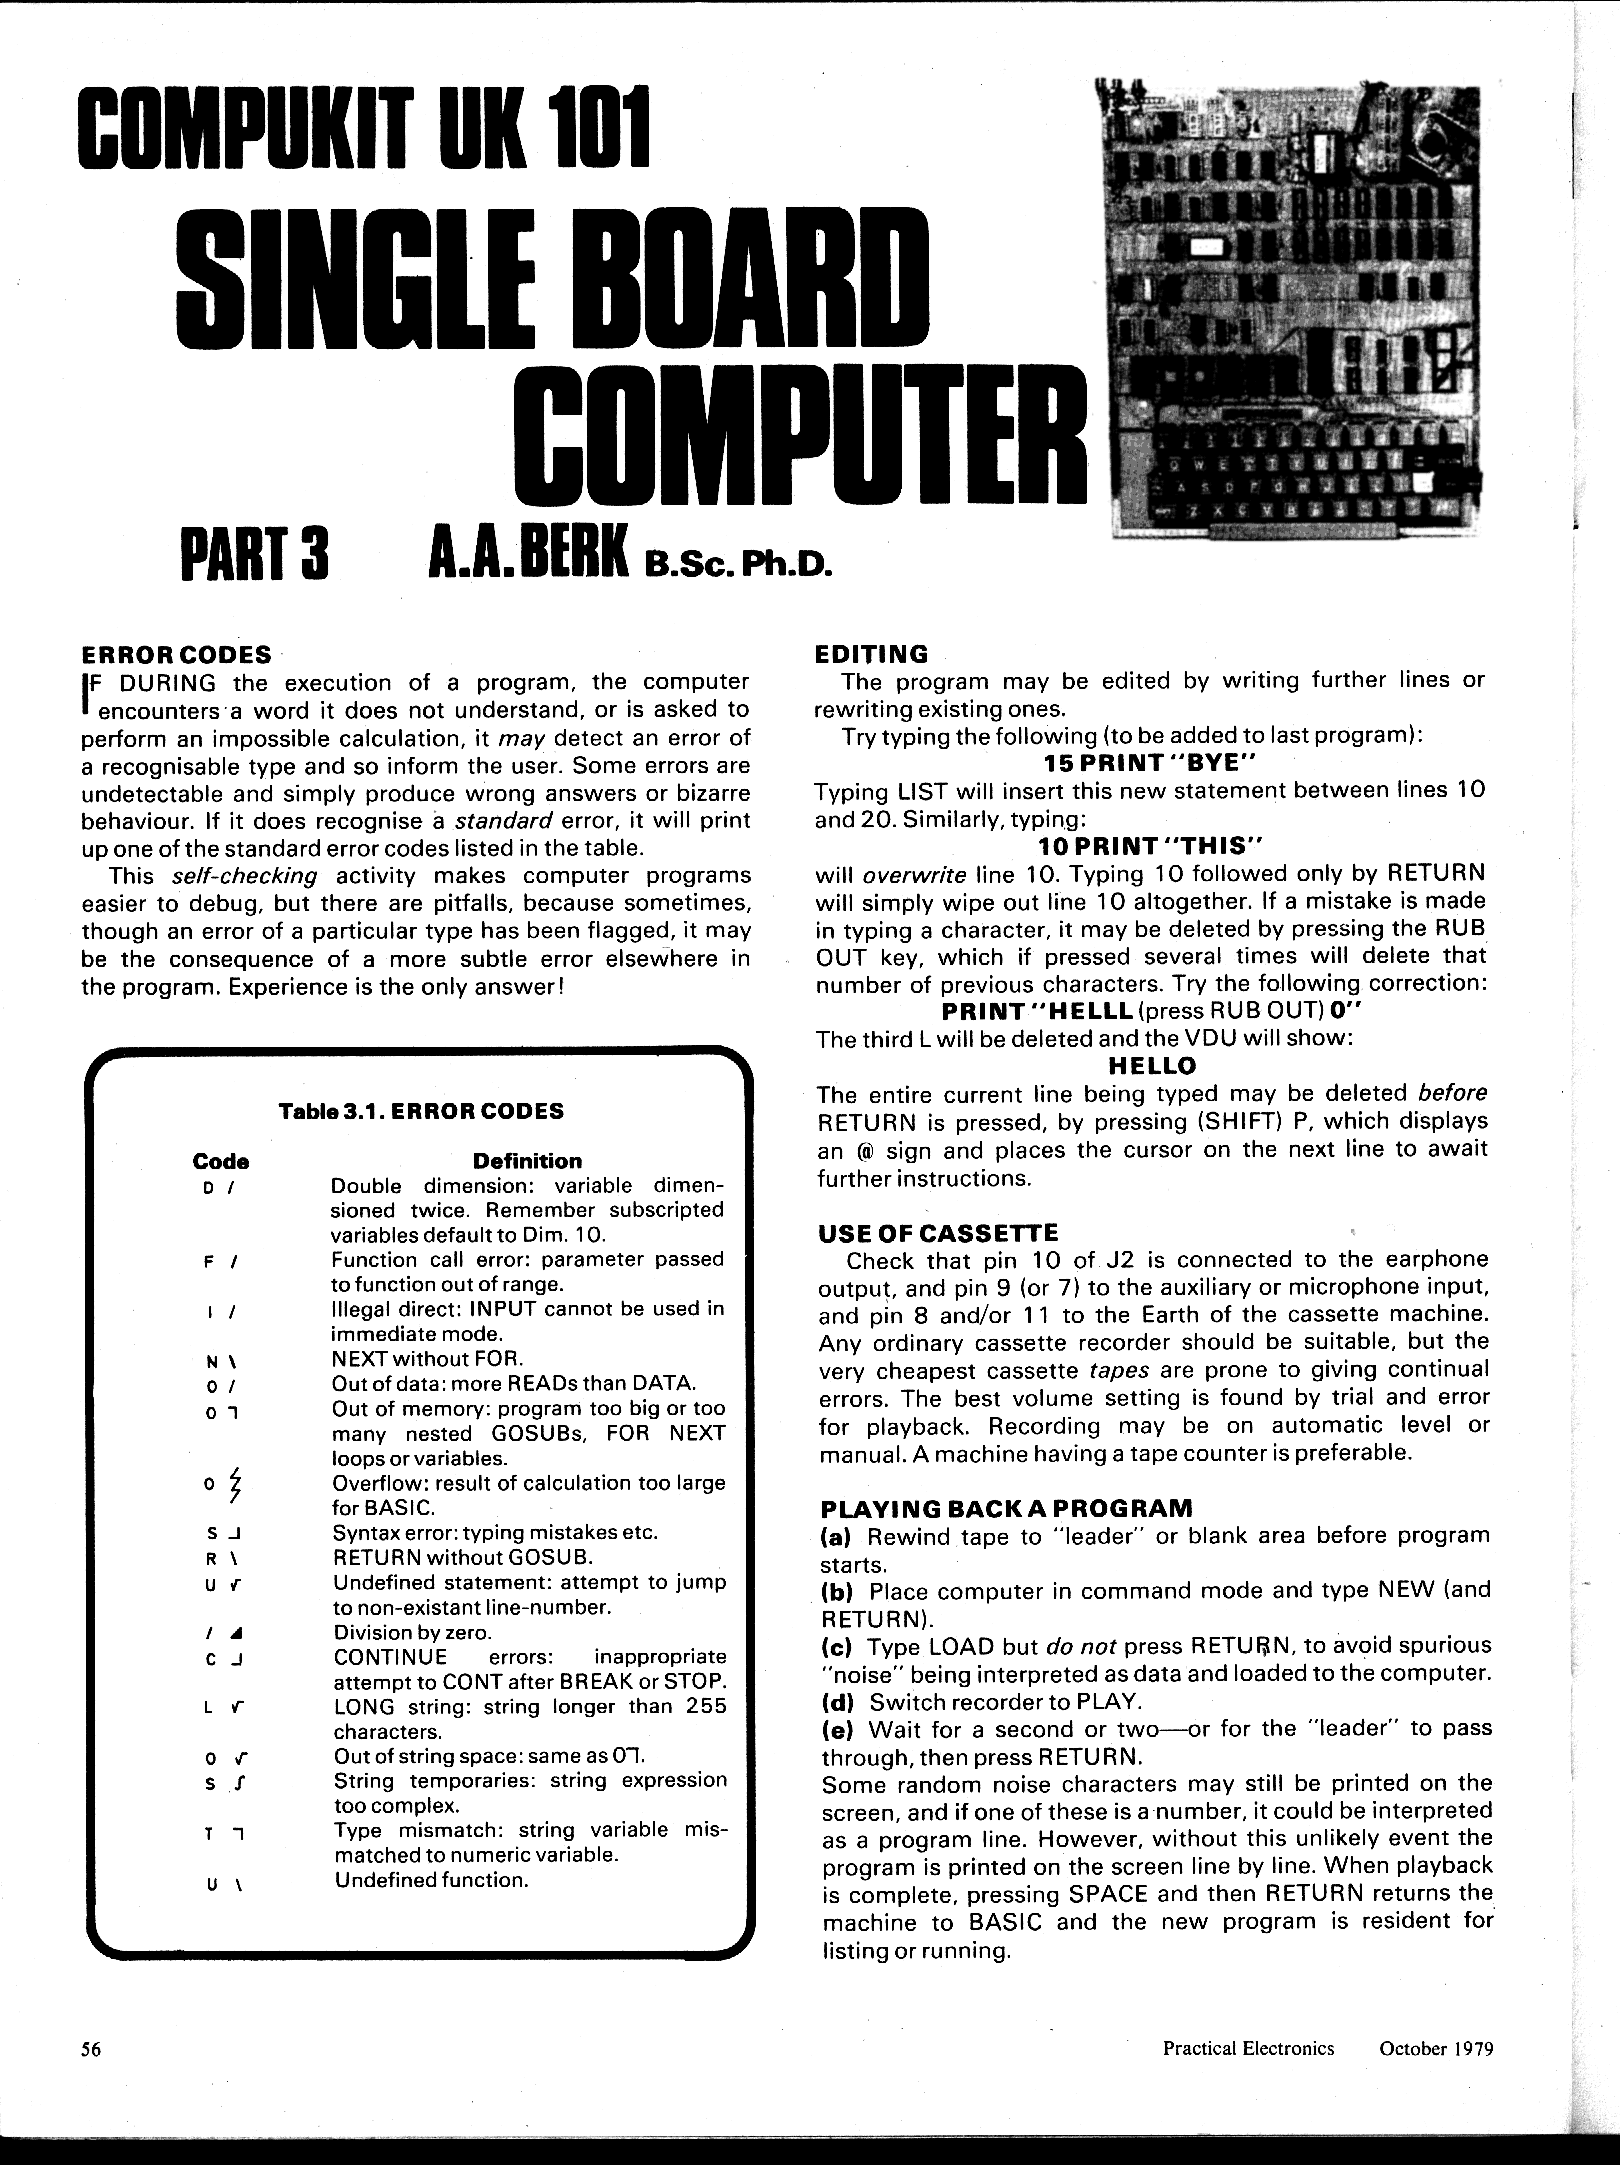 COMPUKIT UK 101
SINGLE BOARD
COMPUTER
PART 3 A.A. BERK B.Sc. Ph.D.
ERROR CODES
IF DURING the execution of a program, the computer
encounters a word it does not understand, or is asked to
perform an impossible calculation, it may detect an error of
a recognisable type and so inform the user. Some errors are
undetectable and simply produce wrong answers or bizarre
behaviour. If it does recognise a standard error, it will print
up one of the standard error codes listed in the table.
This self-checking activity makes computer programs
easier to debug, but there are pitfalls, because sometimes,
though an error of a particular type has been flagged, it may
be the consequence of a more subtle error elsewhere in
the program. Experience is the only answer!
Table 3.1. ERROR CODES
Code Definition
D / Double dimension: variable dimen-
sioned twice. Remember subscripted
variables default to Dim. 10.
F / Function call error: parameter passed
to function out of range.
I / Illegal direct: INPUT cannot be used in
immediate mode.
N \ NEXT without FOR.
O / Out of data: more READs than DATA.
O ┐ Out of memory: program too big or too
many nested GOSUBs, FOR NEXT
loops or variables.
O Overflow: result of calculation too large
for BASIC.
S ┘ Syntax error: typing mistakes etc.
R \ RETURN without GOSUB.
U Undefined statement: attempt to jump
to non-existant line-number.
/ ◢ Division by zero.
C ┘ CONTINUE errors: inappropriate
attempt to CONT after BREAK or STOP.
L LONG string: string longer than 255
characters.
O Out of string space: same as O┐.
S String temporaries: string expression
too complex.
T ┐ Type mismatch: string variable mis-
matched to numeric variable.
U \ Undefined function.
EDITING
The program may be edited by writing further lines or
rewriting existing ones.
Try typing the following (to be added to last program):
15 PRINT "BYE"
Typing LIST will insert this new statement between lines 10
and 20. Similarly, typing:
10 PRINT "THIS"
will overwrite line 10. Typing 10 followed only by RETURN
will simply wipe out line 10 altogether. If a mistake is made
in typing a character, it may be deleted by pressing the RUB
OUT key, which if pressed several times will delete that
number of previous characters. Try the following correction:
PRINT "HELLL (press RUB OUT) 0"
The third L will be deleted and the VDU will show:
HELLO
The entire current line being typed may be deleted before
RETURN is pressed, by pressing (SHIFT) P, which displays
an @ sign and places the cursor on the next line to await
further instructions.
USE OF CASSETTE
Check that pin 10 of J2 is connected to the earphone
output, and pin 9 (or 7) to the auxiliary or microphone input,
and pin 8 and/or 11 to the Earth of the cassette machine.
Any ordinary cassette recorder should be suitable, but the
very cheapest cassette tapes are prone to giving continual
errors. The best volume setting is found by trial and error
for playback. Recording may be on automatic level or
manual. A machine having a tape counter is preferable.
PLAYING BACK A PROGRAM
(a) Rewind tape to "leader" or blank area before program
starts.
(b) Place computer in command mode and type NEW (and
RETURN).
(c) Type LOAD but do not press RETURN, to avoid spurious
"noise" being interpreted as data and loaded to the computer.
(d) Switch recorder to PLAY.
(e) Wait for a second or two—or for the "leader" to pass
through, then press RETURN.
Some random noise characters may still be printed on the
screen, and if one of these is a number, it could be interpreted
as a program line. However, without this unlikely event the
program is printed on the screen line by line. When playback
is complete, pressing SPACE and then RETURN returns the
machine to BASIC and the new program is resident for
listing or running.
56
Practical Electronics October 1979